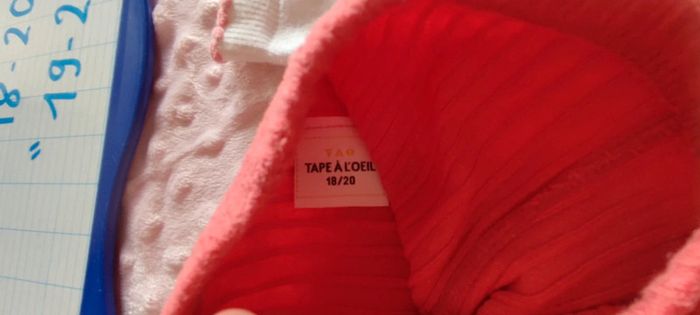 18-20
" 19-2
TAO
TAPE À L'OEIL
18/20